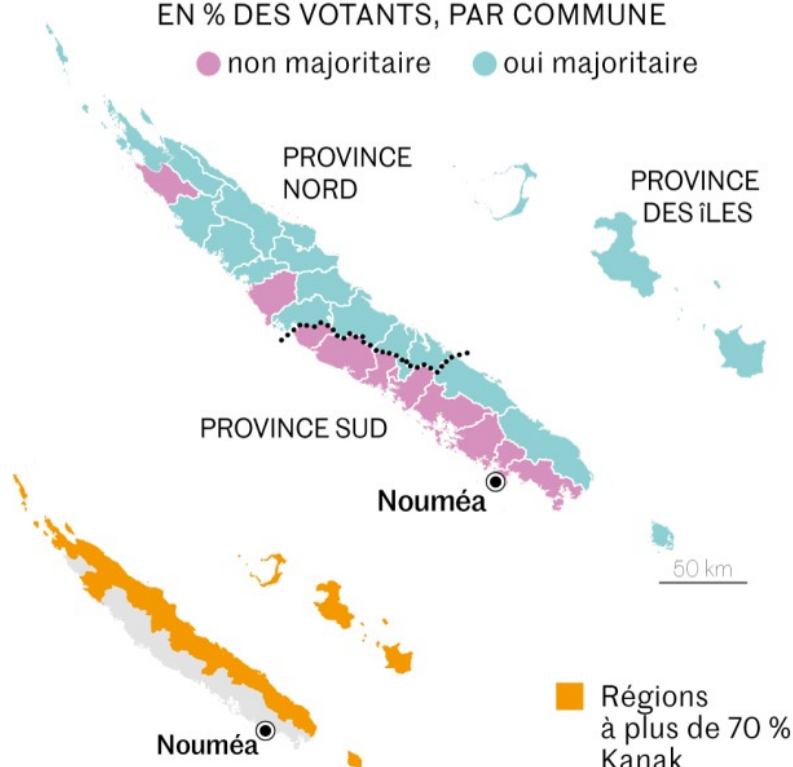 EN % DES VOTANTS, PAR COMMUNE
non majoritaire
oui majoritaire
PROVINCE
NORD
PROVINCE
DES îLES
PROVINCE SUD
Nouméa
50 km
Régions
à plus de 70 %
Kanak
Nouméa